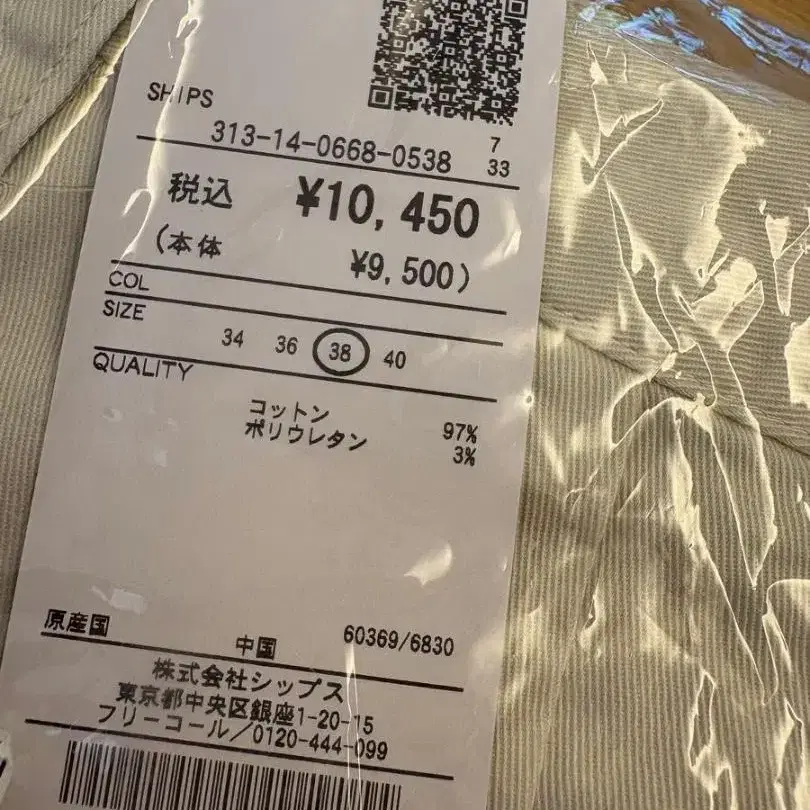 SHIPS
313-14-0668-0538
7
33
税込 ¥10,450
(本体 ¥9,500)
COL
SIZE
34 36 38 40
QUALITY
コットン 97%
ポリウレタン 3%
原産国 中国 60369/6830
株式会社シップス
東京都中央区銀座1-20-15
フリーコール/0120-444-099